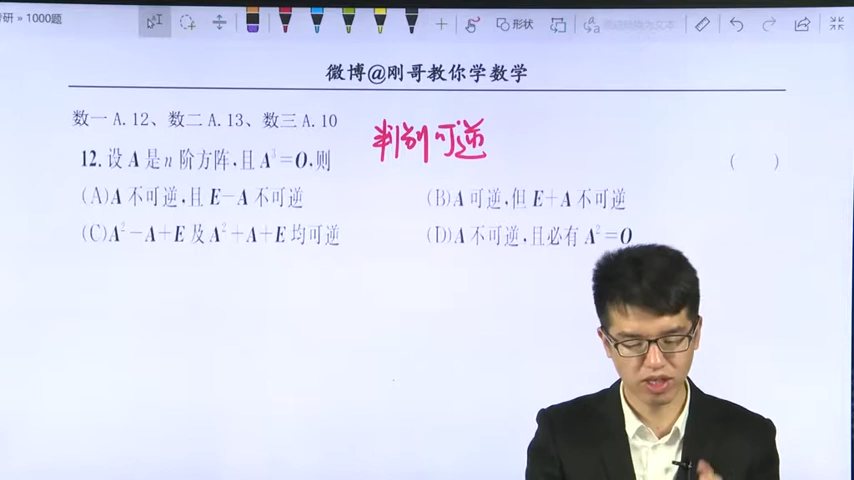 考研 » 1000题
形状
微博@刚哥教你学数学
数一 A.12、数二 A.13、数三 A.10
判别可逆
12.设 A 是 n 阶方阵,且 A³=O,则 ( )
(A)A 不可逆,且 E-A 不可逆 (B)A 可逆,但 E+A 不可逆
(C)A²-A+E 及 A²+A+E 均可逆 (D)A 不可逆,且必有 A²=O